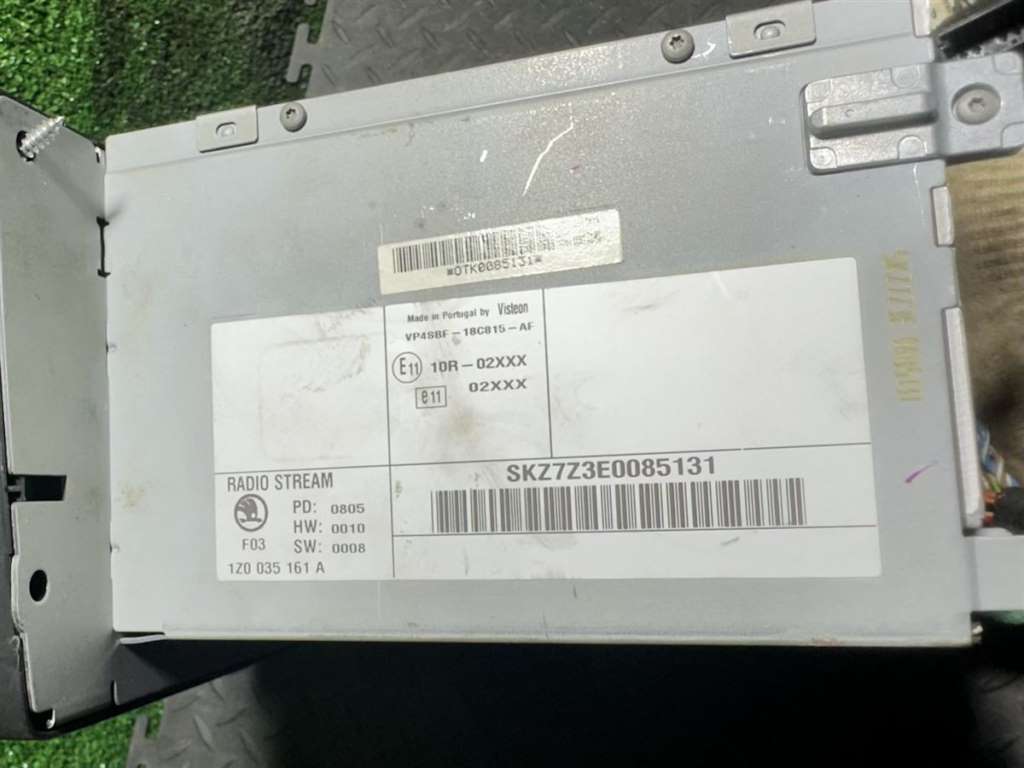 *OTK0085131*
Made in Portugal by Visteon
VP4SBF-18C815-AF
E11 10R-02XXX
e11 02XXX
SKZ7Z3E0085131
RADIO STREAM
PD: 0805
HW: 0010
F03 SW: 0008
1Z0 035 161 A